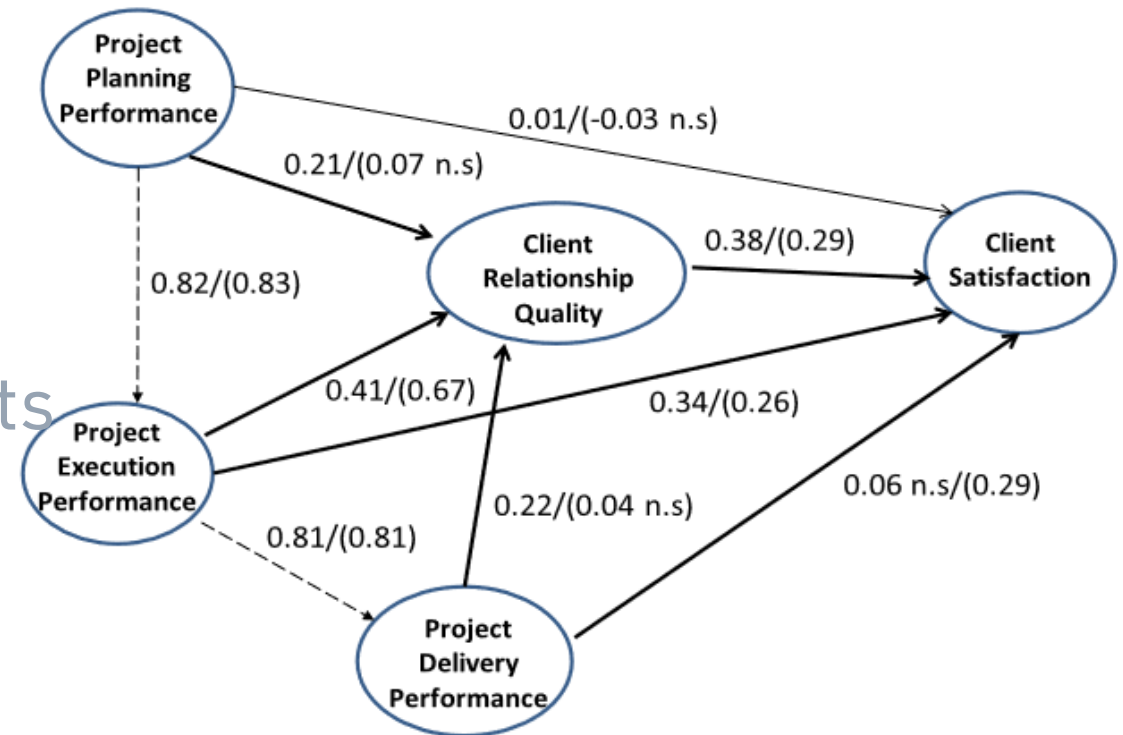 Project
Planning
Performance
0.01/(-0.03 n.s)
0.21/(0.07 n.s)
Client
Relationship
Quality
0.38/(0.29)
Client
Satisfaction
0.82/(0.83)
0.41/(0.67)
0.34/(0.26)
ts
Project
Execution
Performance
0.22/(0.04 n.s)
0.06 n.s/(0.29)
0.81/(0.81)
Project
Delivery
Performance